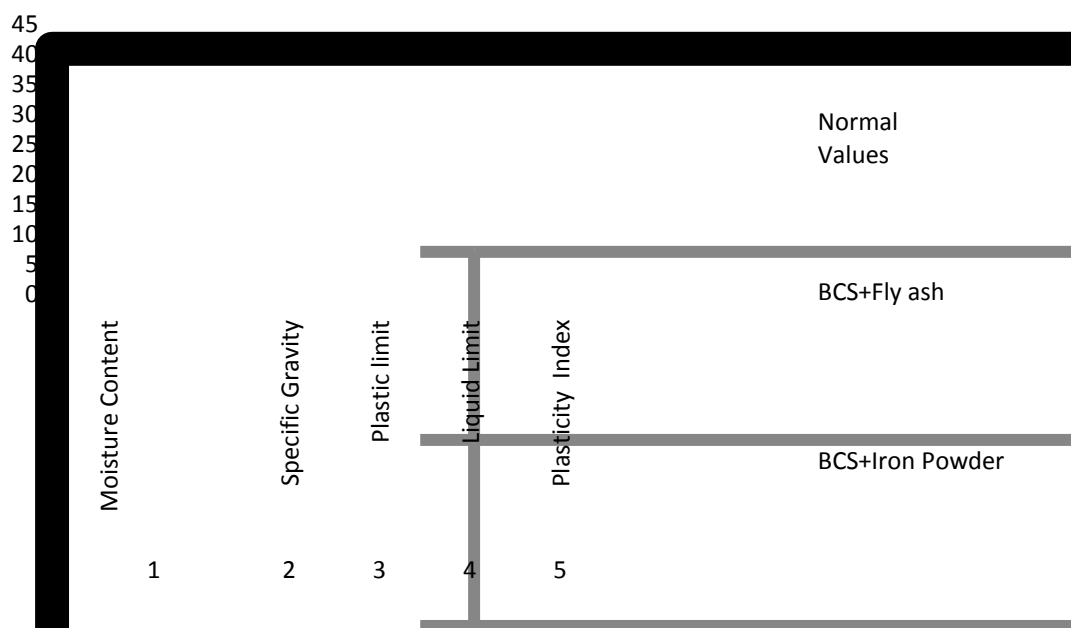 45
40
35
30
25
20
15
10
5
0
Normal
Values
BCS+Fly ash
BCS+Iron Powder
Moisture Content
Specific Gravity
Plastic limit
Liquid Limit
Plasticity Index
1 2 3 4 5